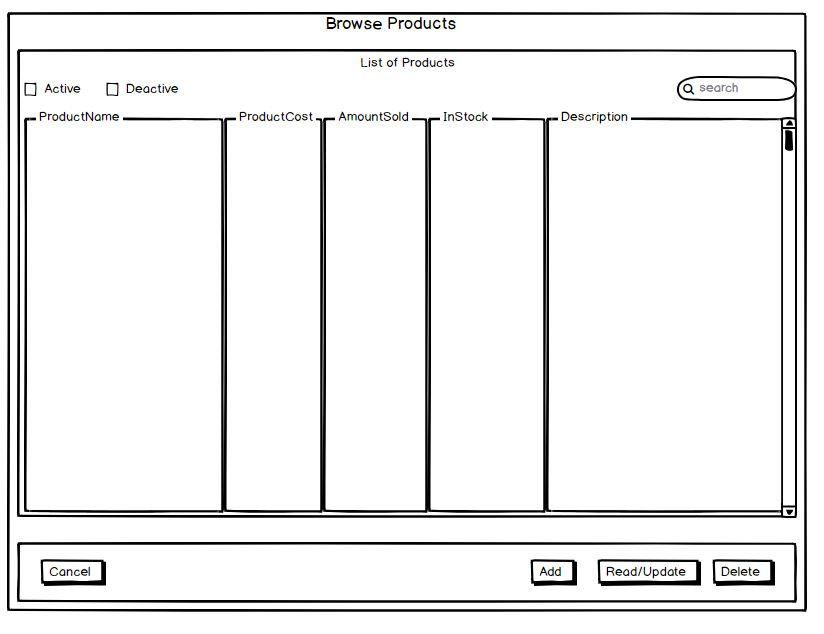 Browse Products
List of Products
Active Deactive search
ProductName ProductCost AmountSold InStock Description
Cancel Add Read/Update Delete